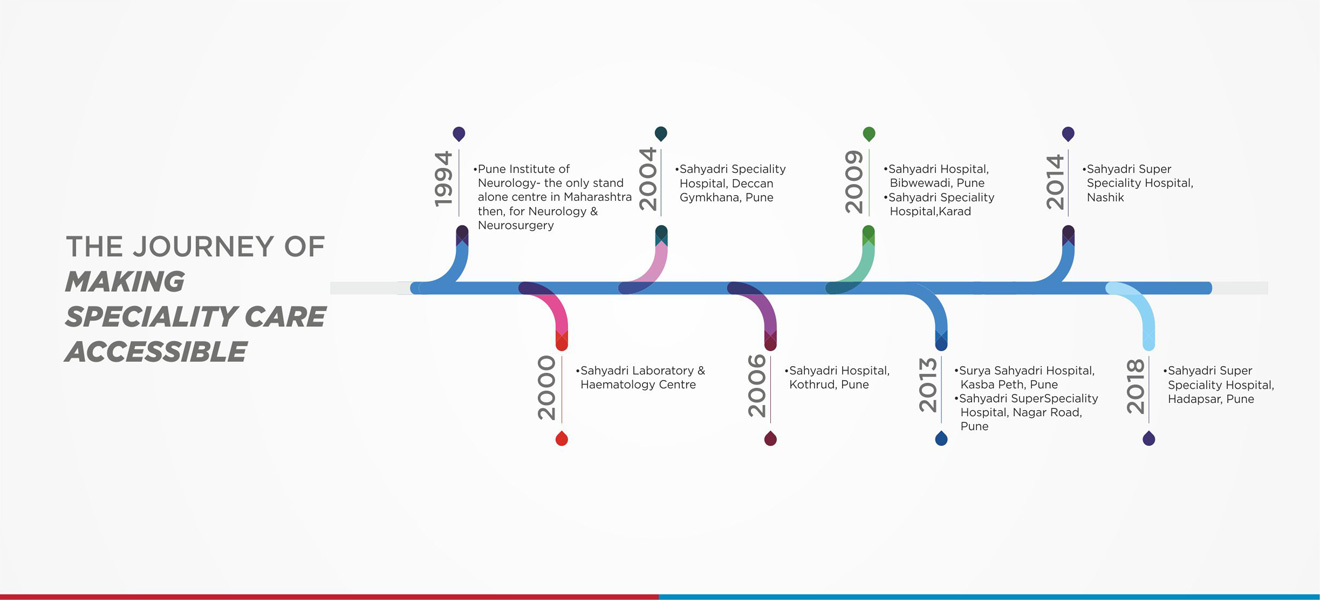 THE JOURNEY OF
MAKING
SPECIALITY CARE
ACCESSIBLE
1994
•Pune Institute of
Neurology- the only stand
alone centre in Maharashtra
then, for Neurology &
Neurosurgery
2000
•Sahyadri Laboratory &
Haematology Centre
2004
•Sahyadri Speciality
Hospital, Deccan
Gymkhana, Pune
2006
•Sahyadri Hospital,
Kothrud, Pune
2009
•Sahyadri Hospital,
Bibwewadi, Pune
•Sahyadri Speciality
Hospital,Karad
2013
•Surya Sahyadri Hospital,
Kasba Peth, Pune
•Sahyadri SuperSpeciality
Hospital, Nagar Road,
Pune
2014
•Sahyadri Super
Speciality Hospital,
Nashik
2018
•Sahyadri Super
Speciality Hospital,
Hadapsar, Pune